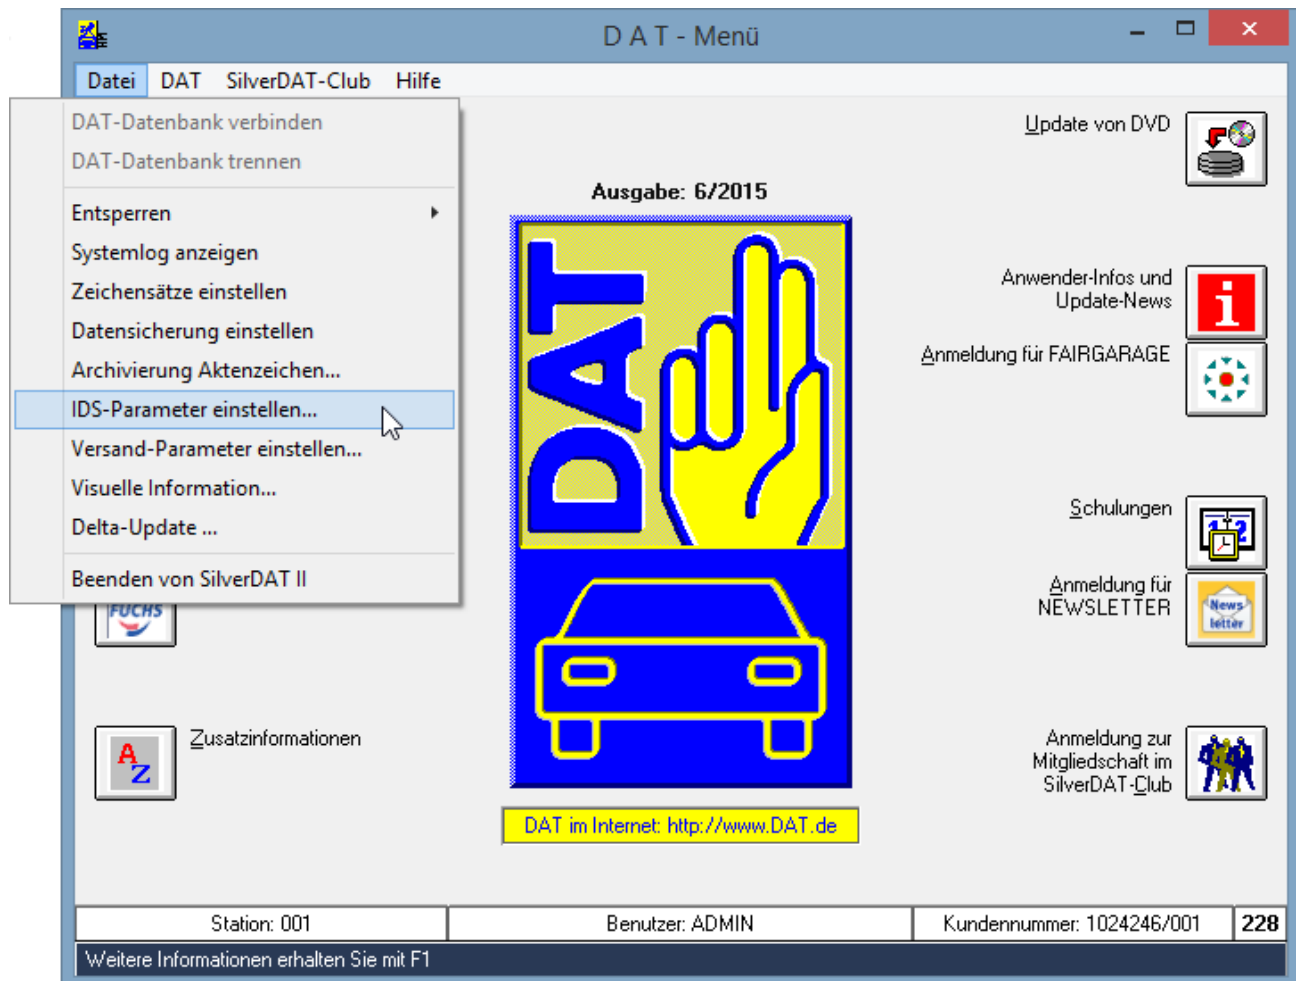 D A T - Menü
Datei DAT SilverDAT-Club Hilfe
DAT-Datenbank verbinden
DAT-Datenbank trennen
Entsperren
Systemlog anzeigen
Zeichensätze einstellen
Datensicherung einstellen
Archivierung Aktenzeichen...
IDS-Parameter einstellen...
Versand-Parameter einstellen...
Visuelle Information...
Delta-Update ...
Beenden von SilverDAT II
FUCHS
A
Z
Zusatzinformationen
Ausgabe: 6/2015
DAT
DAT im Internet: http://www.DAT.de
Update von DVD
Anwender-Infos und
Update-News
i
Anmeldung für FAIRGARAGE
Schulungen
1 2
Anmeldung für
NEWSLETTER
News
letter
Anmeldung zur
Mitgliedschaft im
SilverDAT-Club
Station: 001
Benutzer: ADMIN
Kundennummer: 1024246/001
228
Weitere Informationen erhalten Sie mit F1